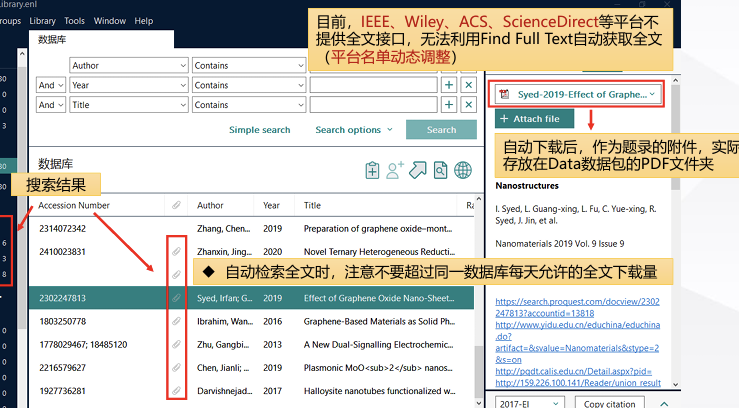 Library.enl
roups Library Tools Window Help
目前，IEEE、Wiley、ACS、ScienceDirect等平台不
提供全文接口，无法利用Find Full Text自动获取全文
（平台名单动态调整）
数据库
Author Contains
And Year Contains
And Title Contains
Simple search Search options Search
数据库
搜索结果
Accession Number Author Year Title Ra
2314072342 Zhang, Chen... 2019 Preparation of graphene oxide–mont...
2410023831 Zhanxin, Jing... 2020 Novel Ternary Heterogeneous Reducti...
◆ 自动检索全文时，注意不要超过同一数据库每天允许的全文下载量
2302247813 Syed, Irfan; G... 2019 Effect of Graphene Oxide Nano-Sheet...
1803250778 Ibrahim, Wan... 2016 Graphene-Based Materials as Solid Ph...
1778029467; 18485120 Zhu, Gangbi... 2013 A New Dual-Signalling Electrochemic...
2216579627 Chen, Jianli; ... 2019 Plasmonic MoO<sub>2</sub> nanos...
1927736281 Darvishnejad... 2017 Halloysite nanotubes functionalized w...
Syed-2019-Effect of Graphe...
+ Attach file
自动下载后，作为题录的附件，实际
存放在Data数据包的PDF文件夹
Nanostructures
I. Syed, L. Guang-xing, L. Fu, C. Yue-xing, R.
Syed, J. Jin, et al.
Nanomaterials 2019 Vol. 9 Issue 9
https://search.proquest.com/docview/2302
247813?accountid=13818
http://www.yidu.edu.cn/educhina/educhina
.do?
artifact=&svalue=Nanomaterials&stype=2
&s=on
http://pqdt.calis.edu.cn/Detail.aspx?pid=
http://159.226.100.141/Reader/union_result
2017-EI Copy citation